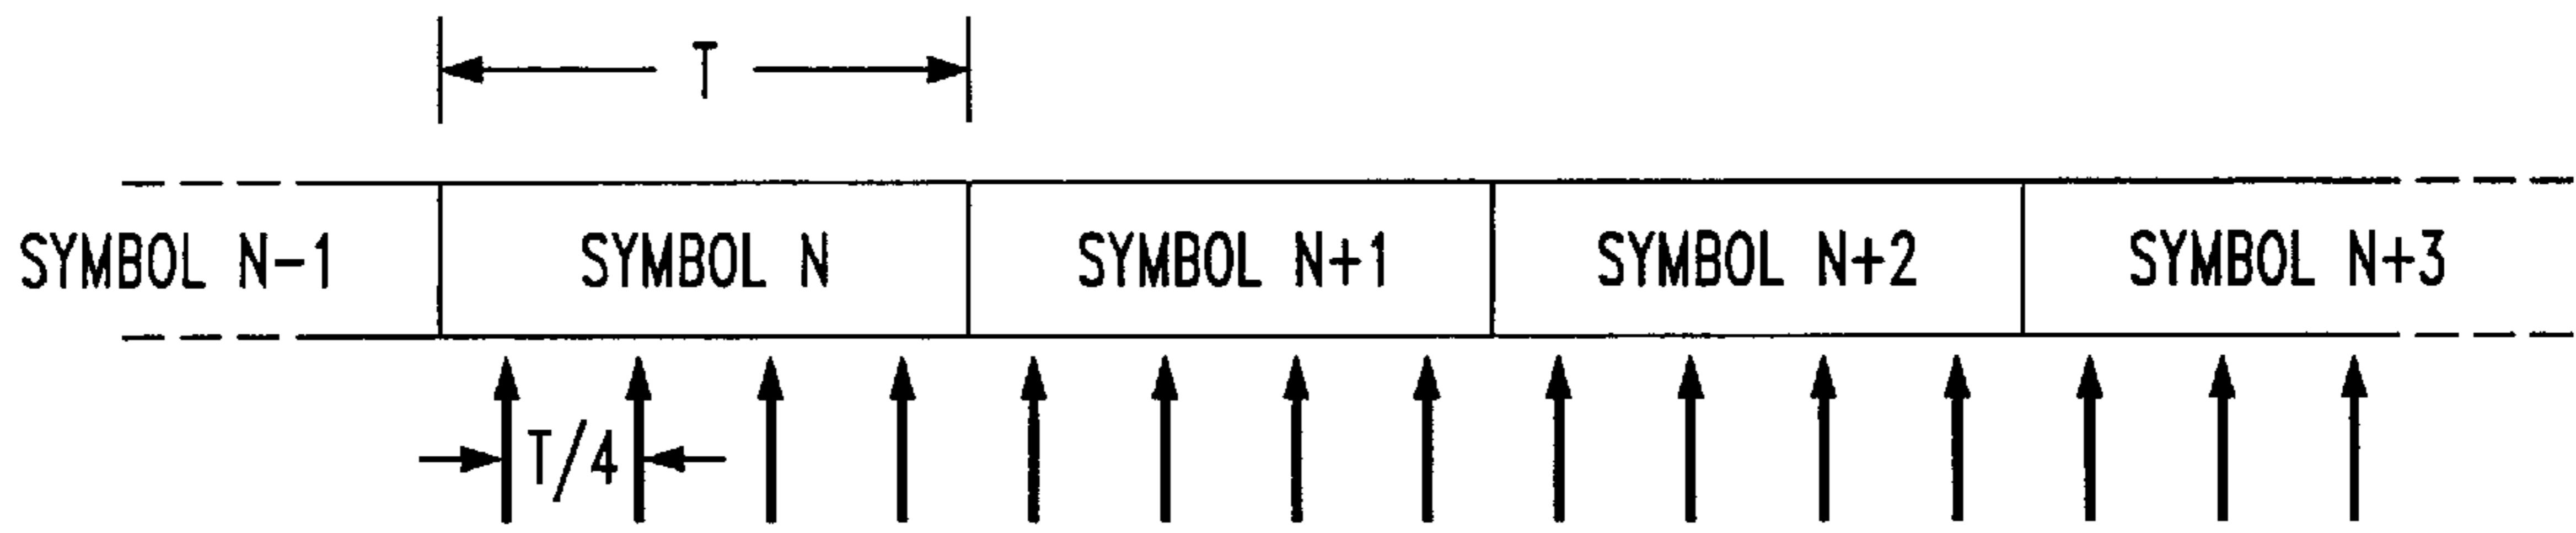 T
SYMBOL N-1 SYMBOL N SYMBOL N+1 SYMBOL N+2 SYMBOL N+3
T/4